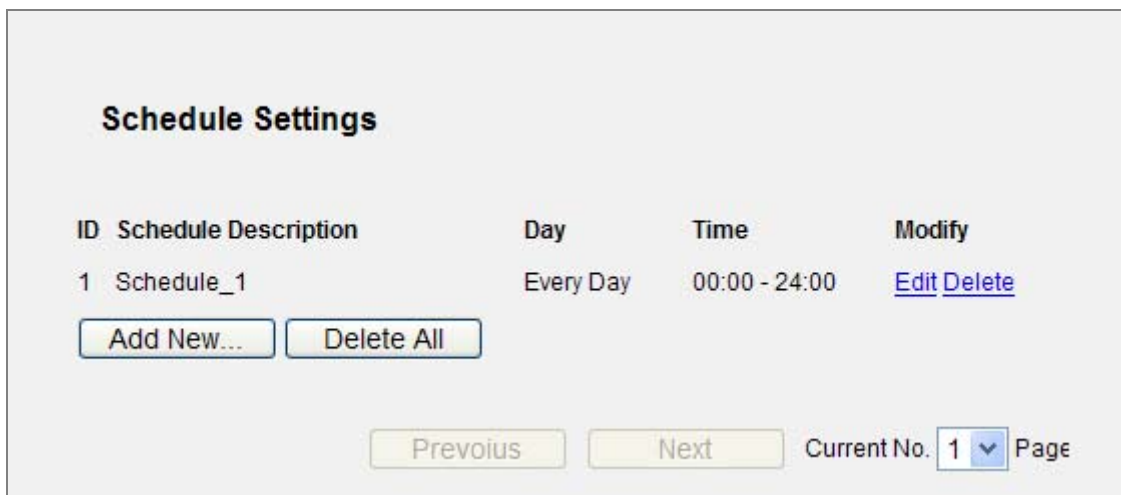 Schedule Settings
ID Schedule Description Day Time Modify
1 Schedule_1 Every Day 00:00 - 24:00 Edit Delete
Add New... Delete All
Prevoius Next Current No. 1 Page